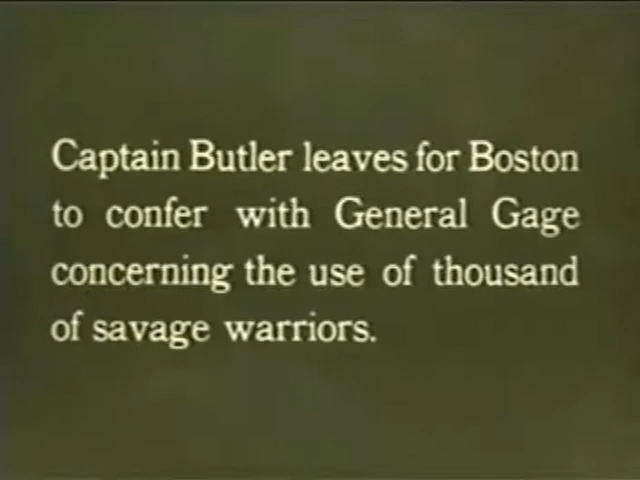 Captain Butler leaves for Boston
to confer with General Gage
concerning the use of thousand
of savage warriors.